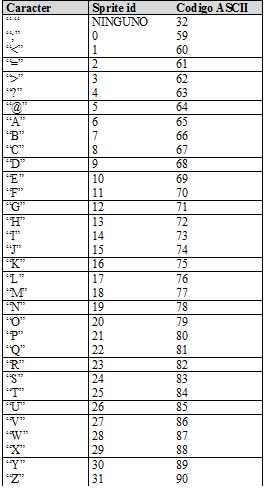 Caracter Sprite id Codigo ASCII
“ “ NINGUNO 32
“;” 0 59
“<” 1 60
“=” 2 61
“>” 3 62
“?” 4 63
“@” 5 64
“A” 6 65
“B” 7 66
“C” 8 67
“D” 9 68
“E” 10 69
“F” 11 70
“G” 12 71
“H” 13 72
“I” 14 73
“J” 15 74
“K” 16 75
“L” 17 76
“M” 18 77
“N” 19 78
“O” 20 79
“P” 21 80
“Q” 22 81
“R” 23 82
“S” 24 83
“T” 25 84
“U” 26 85
“V” 27 86
“W” 28 87
“X” 29 88
“Y” 30 89
“Z” 31 90